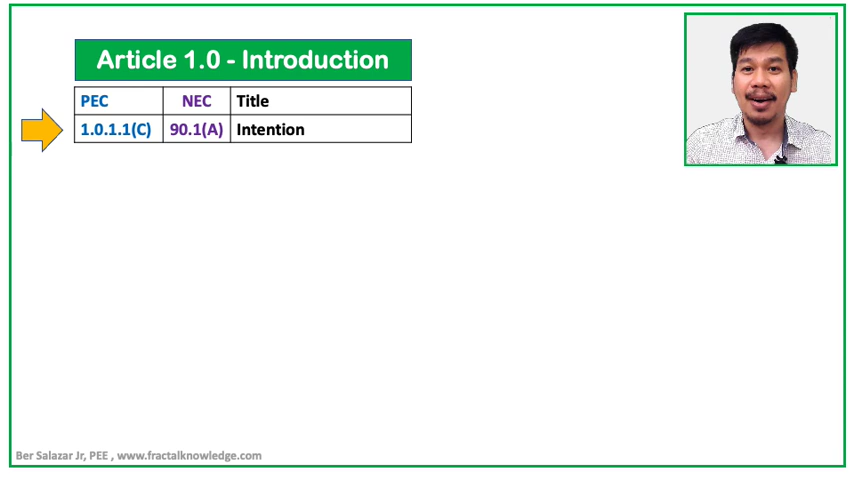 Article 1.0 - Introduction
PEC NEC Title
1.0.1.1(C) 90.1(A) Intention
Ber Salazar Jr, PEE , www.fractalknowledge.com